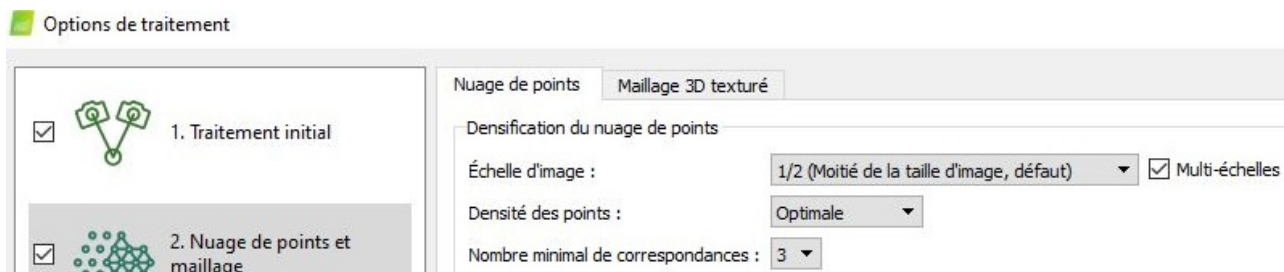 Options de traitement
Nuage de points Maillage 3D texturé
1. Traitement initial
Densification du nuage de points
Échelle d'image : 1/2 (Moitié de la taille d'image, défaut) Multi-échelles
Densité des points : Optimale
2. Nuage de points et
maillage
Nombre minimal de correspondances : 3